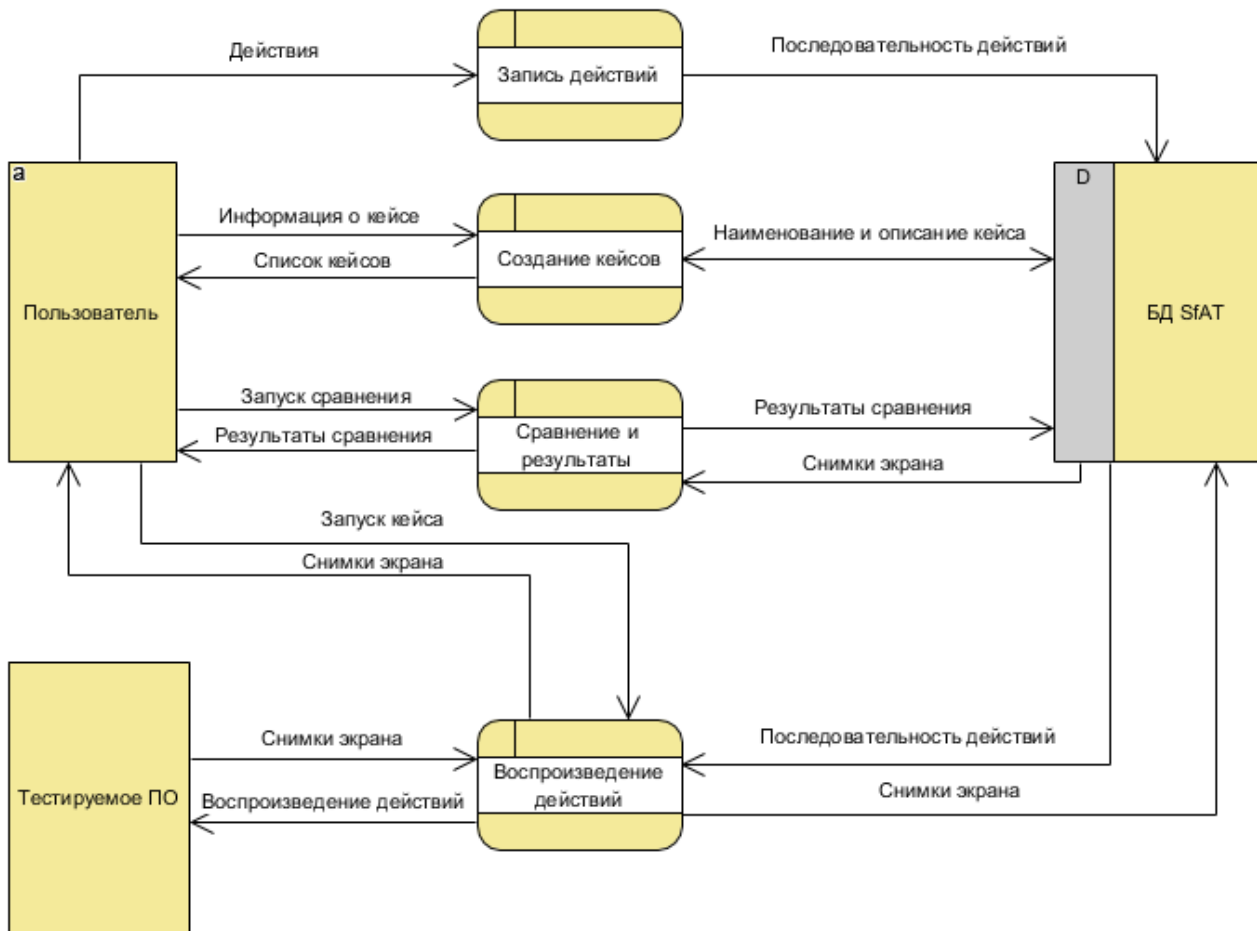 Действия
Последовательность действий
Запись действий
a
D
Информация о кейсе
Наименование и описание кейса
Создание кейсов
Список кейсов
Пользователь
БД SfAT
Запуск сравнения
Результаты сравнения
Сравнение и
результаты
Результаты сравнения
Снимки экрана
Запуск кейса
Снимки экрана
Снимки экрана
Последовательность действий
Воспроизведение
действий
Тестируемое ПО
Воспроизведение действий
Снимки экрана